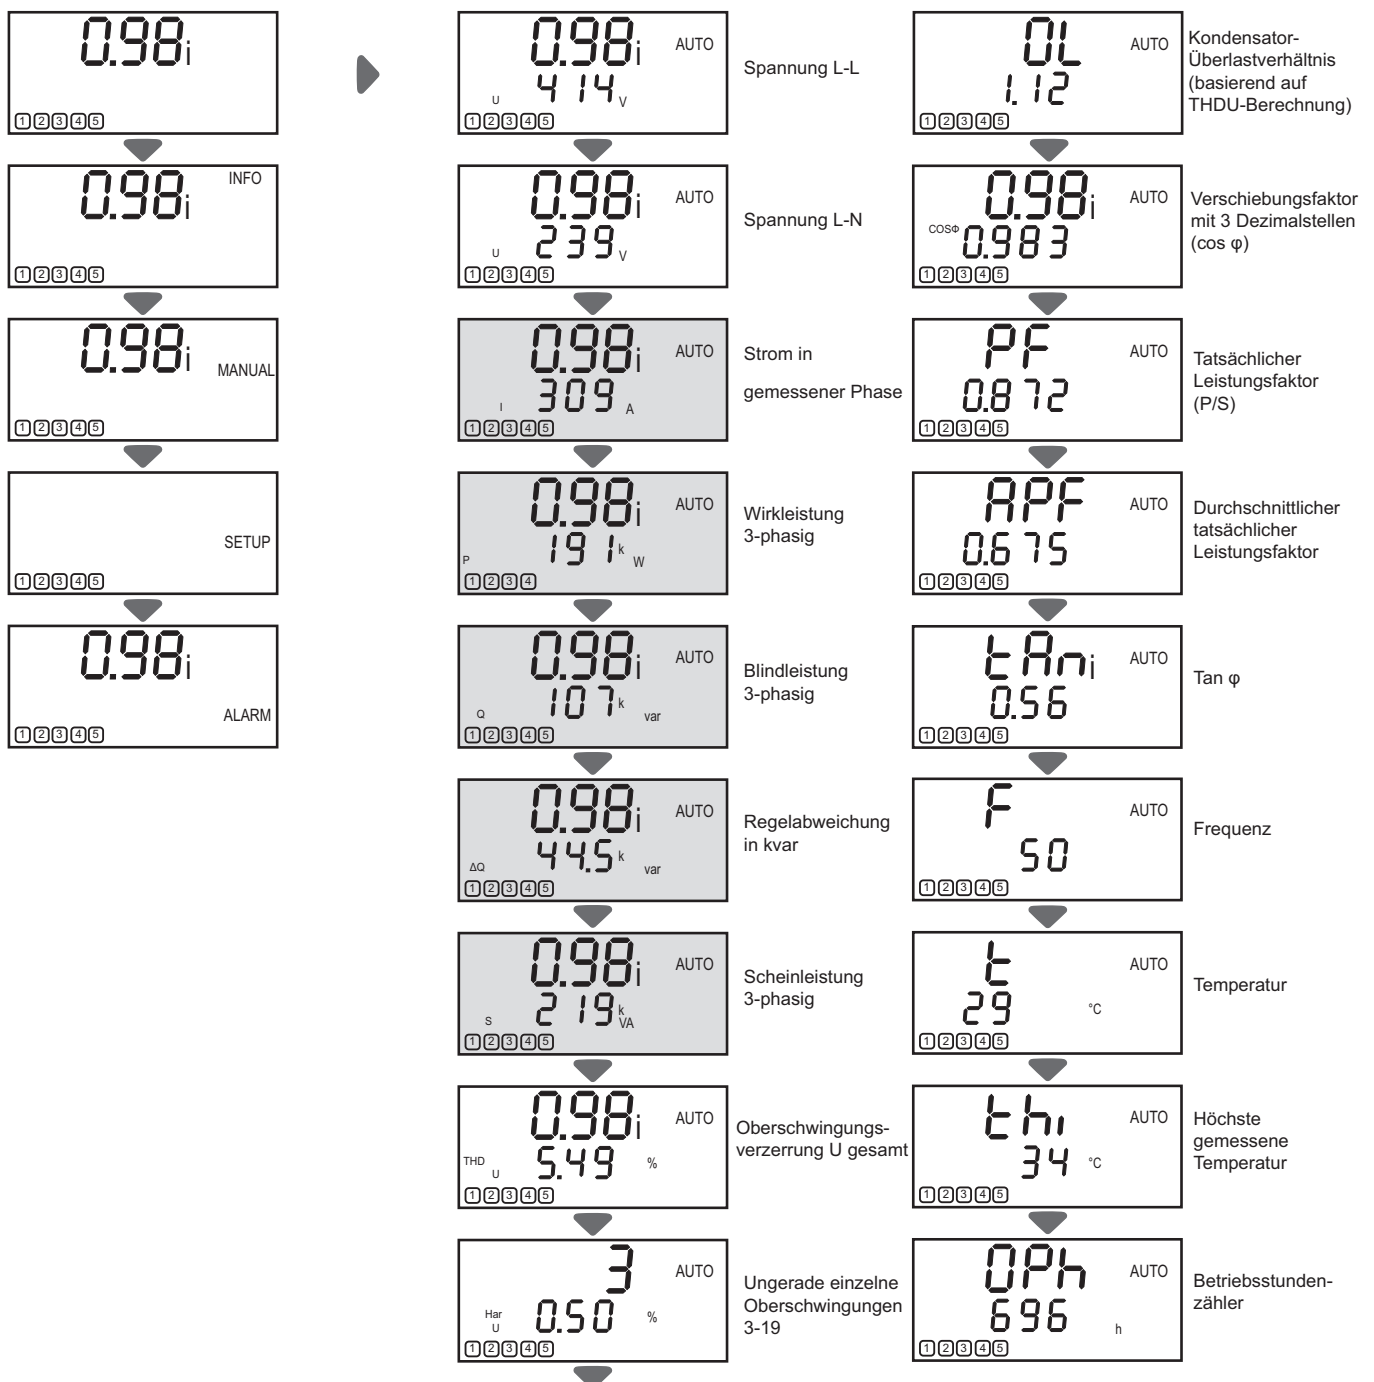 0.98i
1 2 3 4 5
0.98i
INFO
1 2 3 4 5
0.98i
MANUAL
1 2 3 4 5
SETUP
1 2 3 4 5
0.98i
ALARM
1 2 3 4 5
0.98i AUTO
U 414 V
1 2 3 4 5
Spannung L-L
0.98i AUTO
U 239 V
1 2 3 4 5
Spannung L-N
0.98i AUTO
I 309 A
1 2 3 4 5
Strom in
gemessener Phase
0.98i AUTO
P 191 k W
1 2 3 4
Wirkleistung
3-phasig
0.98i AUTO
Q 107 k var
1 2 3 4 5
Blindleistung
3-phasig
0.98i AUTO
ΔQ 44.5 k var
1 2 3 4 5
Regelabweichung
in kvar
0.98i AUTO
S 219 k VA
1 2 3 4 5
Scheinleistung
3-phasig
0.98i AUTO
THD U 5.49 %
1 2 3 4 5
Oberschwingungs-
verzerrung U gesamt
3 AUTO
Har U 0.50 %
1 2 3 4 5
Ungerade einzelne
Oberschwingungen
3-19
OL AUTO
1.12
1 2 3 4 5
Kondensator-
Überlastverhältnis
(basierend auf
THDU-Berechnung)
0.98i AUTO
COSΦ 0.983
1 2 3 4 5
Verschiebungsfaktor
mit 3 Dezimalstellen
(cos φ)
PF AUTO
0.872
1 2 3 4 5
Tatsächlicher
Leistungsfaktor
(P/S)
APF AUTO
0.675
1 2 3 4 5
Durchschnittlicher
tatsächlicher
Leistungsfaktor
tAni AUTO
0.56
1 2 3 4 5
Tan φ
F AUTO
50
1 2 3 4 5
Frequenz
t AUTO
29 °C
1 2 3 4 5
Temperatur
thi AUTO
34 °C
1 2 3 4 5
Höchste
gemessene
Temperatur
OPh AUTO
696 h
1 2 3 4 5
Betriebsstunden-
zähler